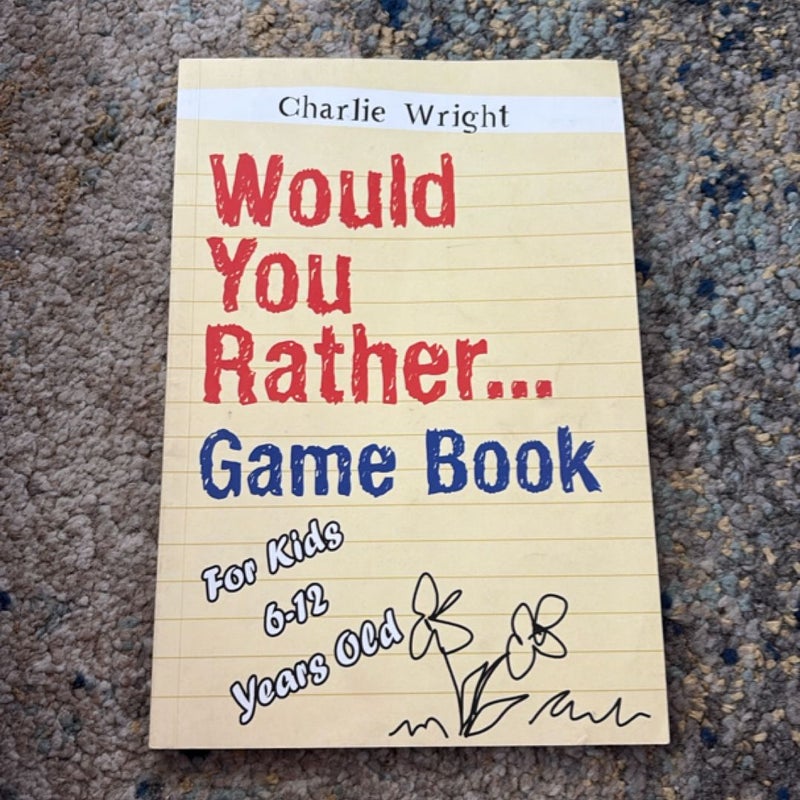 Charlie Wright
Would
You
Rather...
Game Book
For Kids
6-12
Years Old